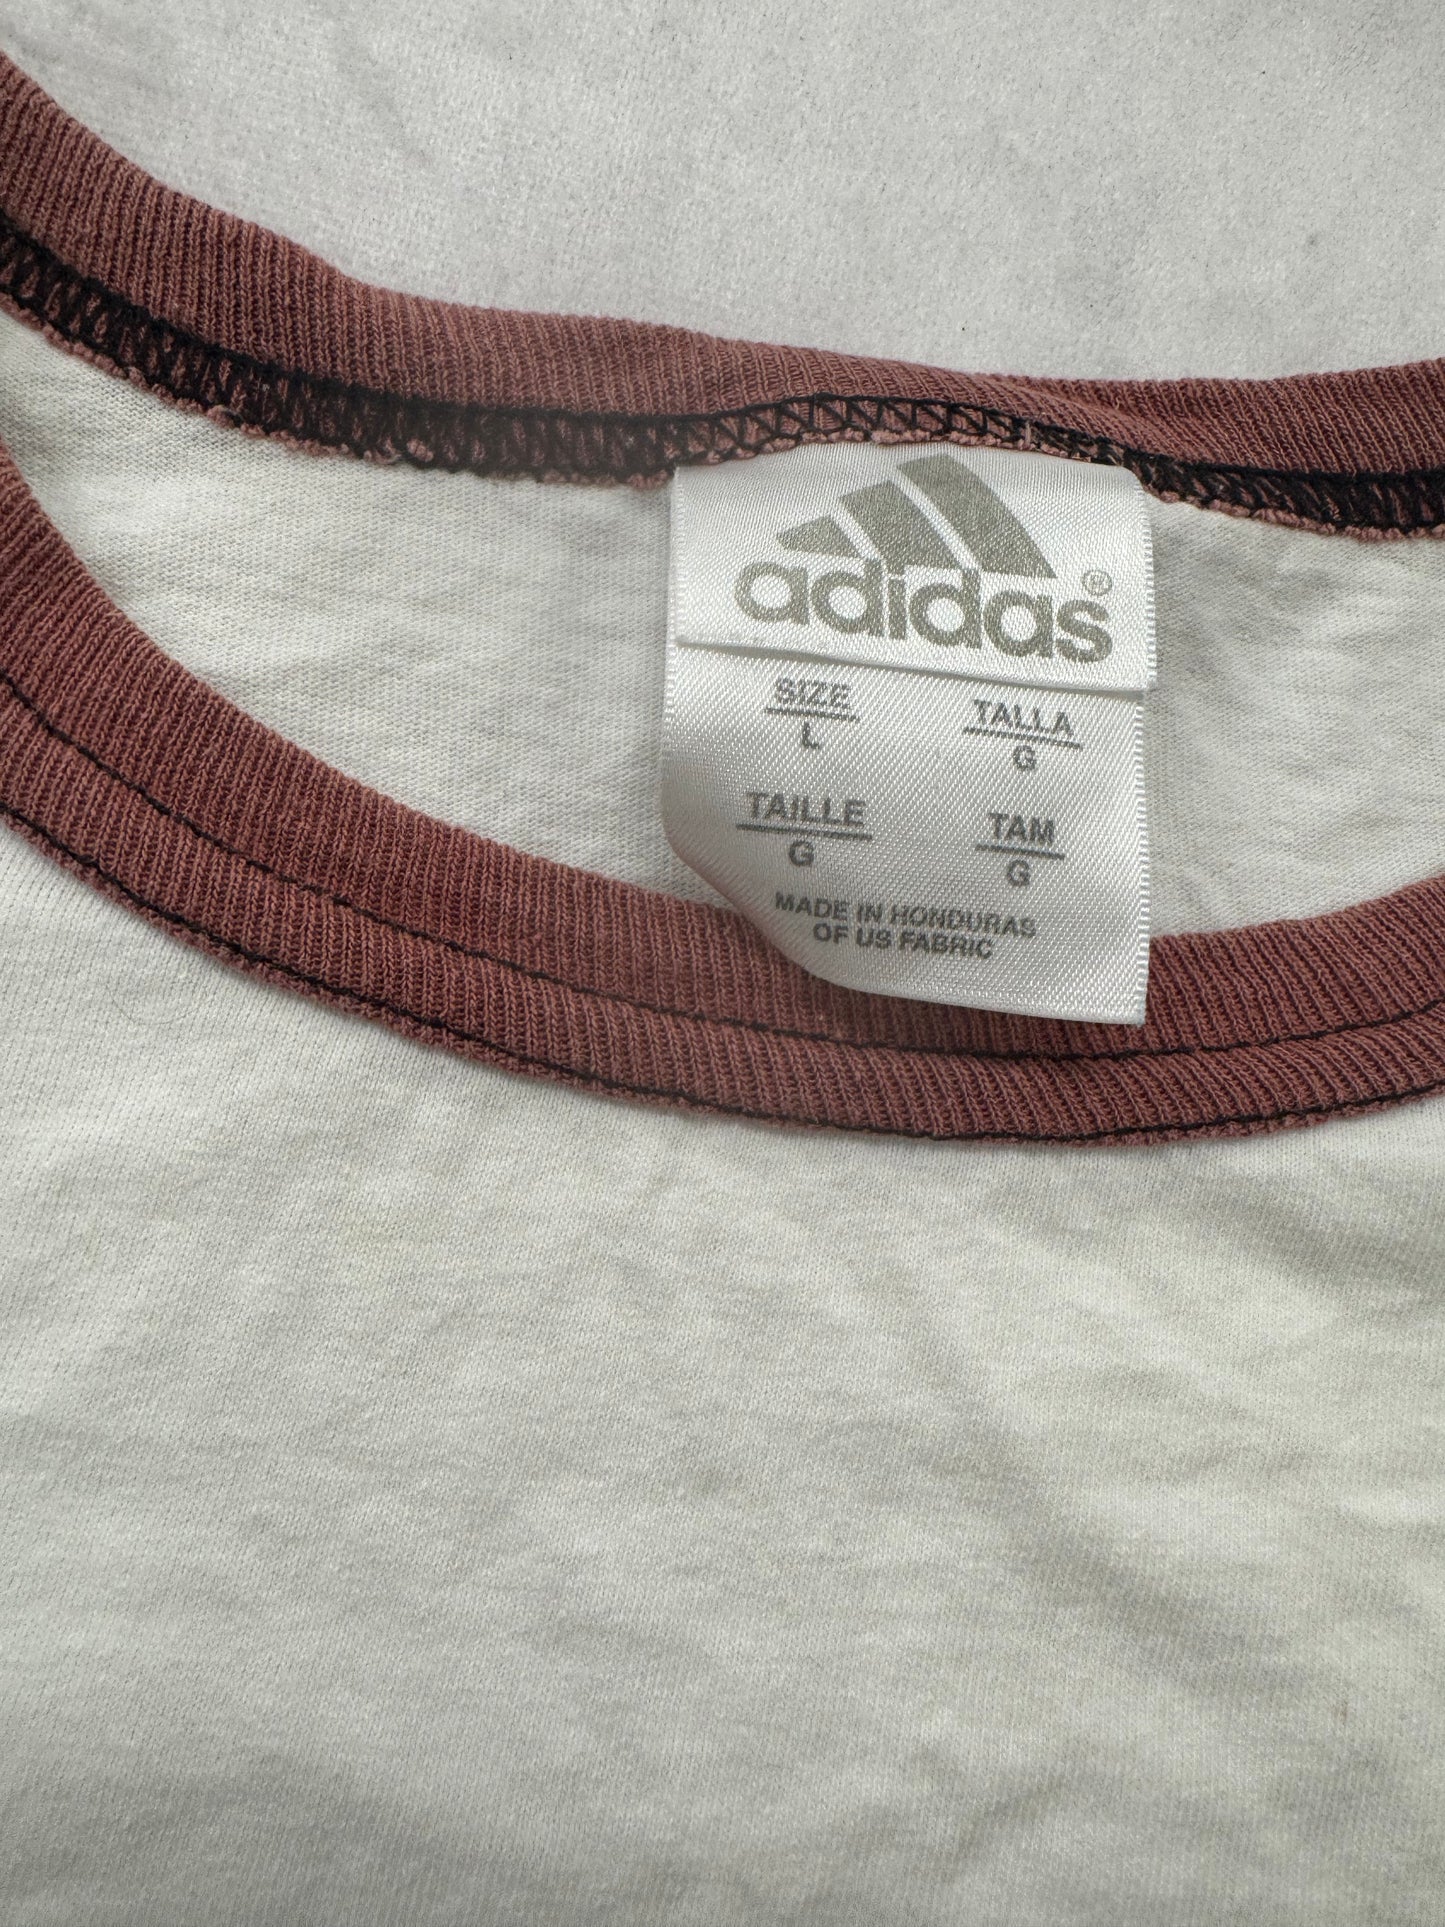 adidas®
SIZE TALLA
L G
TAILLE TAM
G G
MADE IN HONDURAS
OF US FABRIC